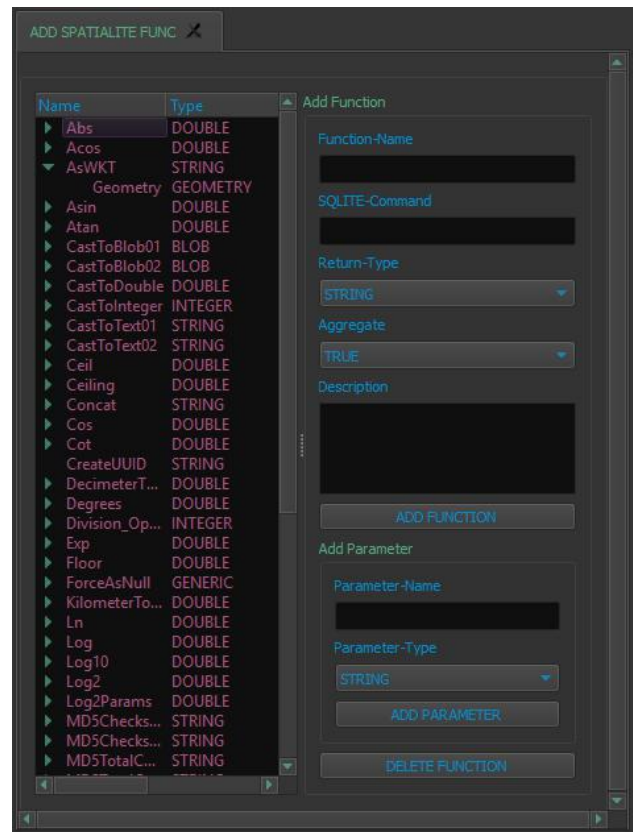 ADD SPATIALITE FUNC
Name Type
Abs DOUBLE
Acos DOUBLE
AsWKT STRING
Geometry GEOMETRY
Asin DOUBLE
Atan DOUBLE
CastToBlob01 BLOB
CastToBlob02 BLOB
CastToDouble DOUBLE
CastToInteger INTEGER
CastToText01 STRING
CastToText02 STRING
Ceil DOUBLE
Ceiling DOUBLE
Concat STRING
Cos DOUBLE
Cot DOUBLE
CreateUUID STRING
DecimeterT... DOUBLE
Degrees DOUBLE
Division_Op... INTEGER
Exp DOUBLE
Floor DOUBLE
ForceAsNull GENERIC
KilometerTo... DOUBLE
Ln DOUBLE
Log DOUBLE
Log10 DOUBLE
Log2 DOUBLE
Log2Params DOUBLE
MD5Checks... STRING
MD5Checks... STRING
MD5TotalC... STRING
Add Function
Function-Name
SQLITE-Command
Return-Type
STRING
Aggregate
TRUE
Description
ADD FUNCTION
Add Parameter
Parameter-Name
Parameter-Type
STRING
ADD PARAMETER
DELETE FUNCTION